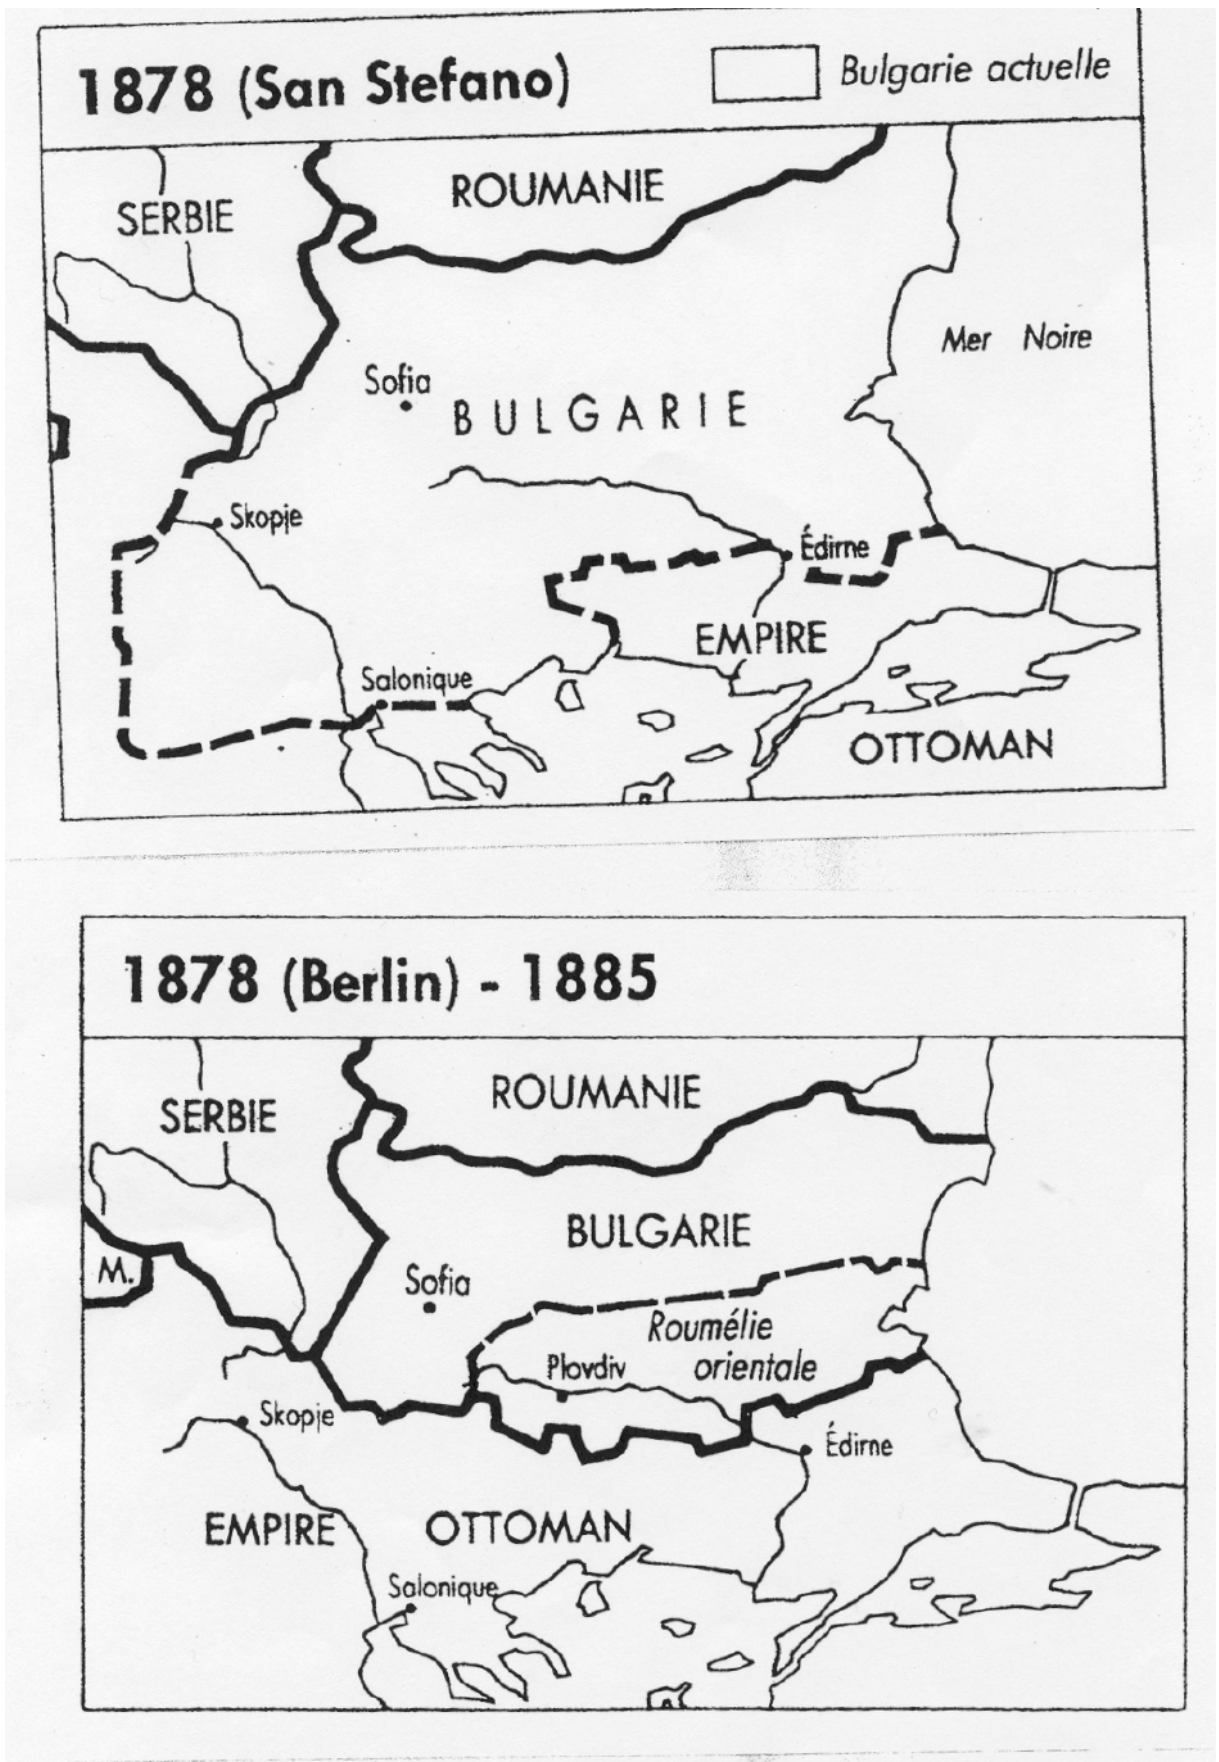 1878 (San Stefano)
Bulgarie actuelle
ROUMANIE
SERBIE
Mer Noire
Sofia
BULGARIE
Skopje
Édirne
EMPIRE
Salonique
OTTOMAN
1878 (Berlin) - 1885
ROUMANIE
SERBIE
BULGARIE
M.
Sofia
Roumélie
orientale
Plovdiv
Skopje
Édirne
EMPIRE OTTOMAN
Salonique